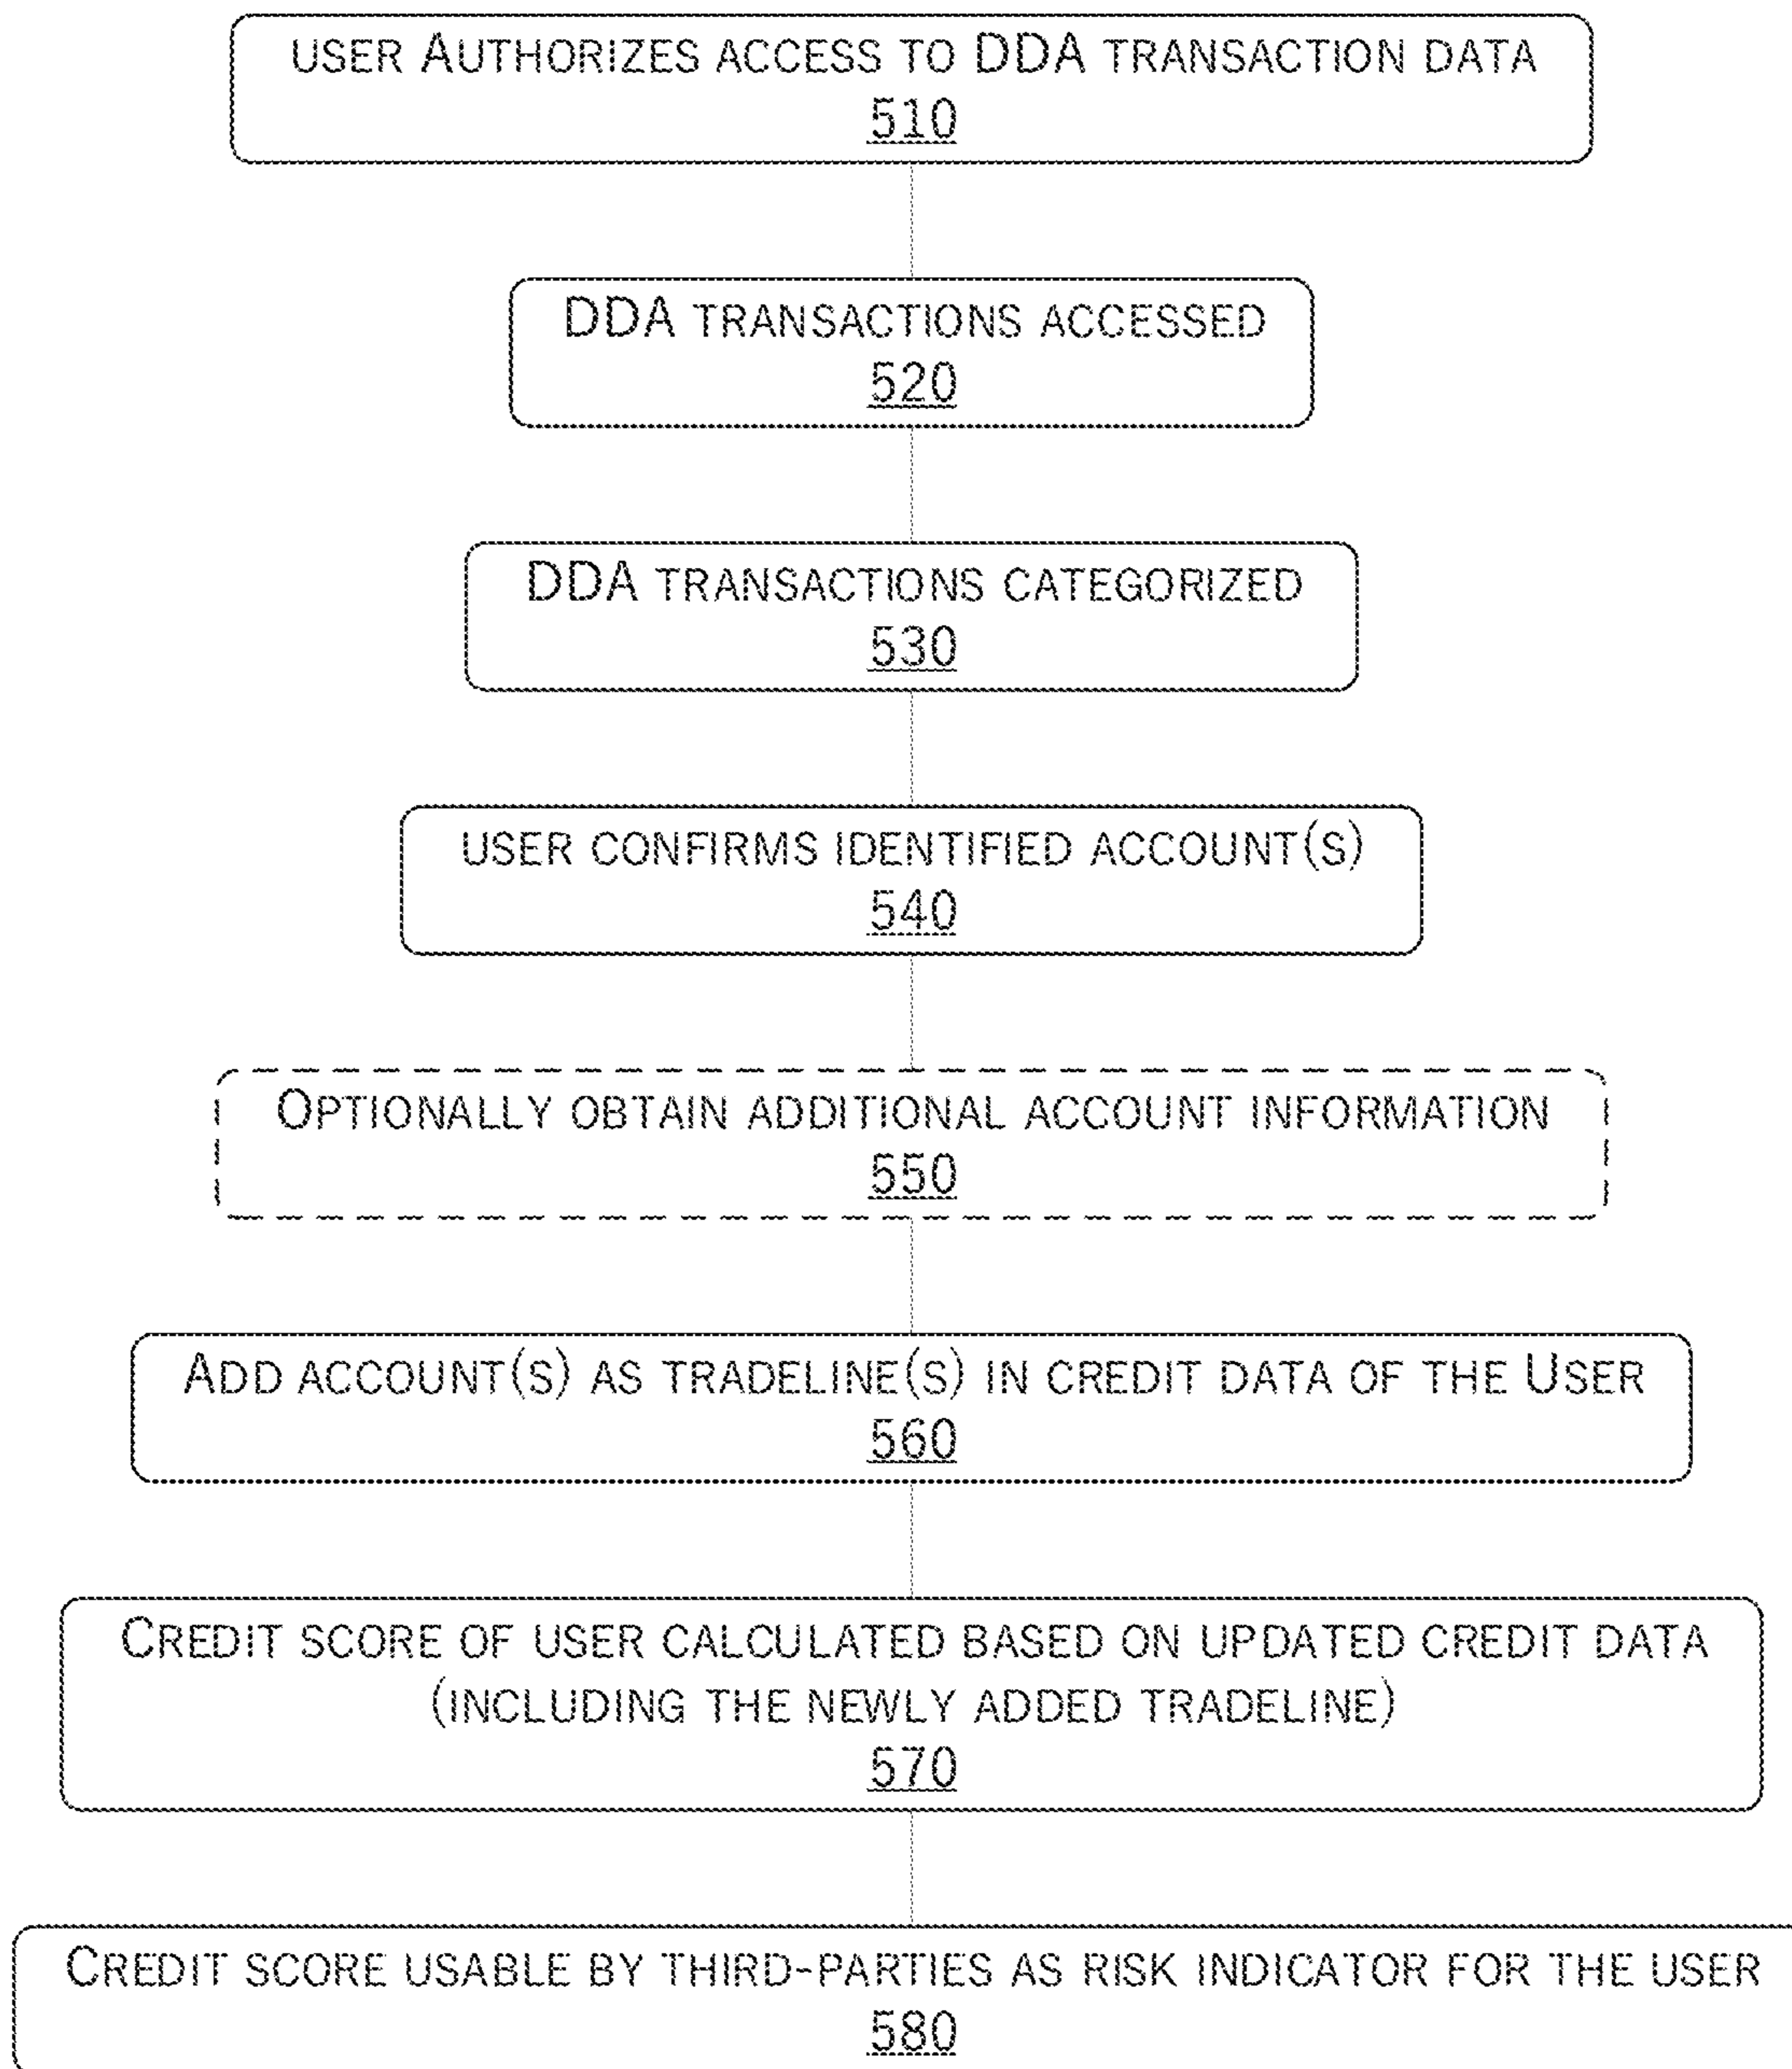 USER AUTHORIZES ACCESS TO DDA TRANSACTION DATA
510
DDA TRANSACTIONS ACCESSED
520
DDA TRANSACTIONS CATEGORIZED
530
USER CONFIRMS IDENTIFIED ACCOUNT(S)
540
OPTIONALLY OBTAIN ADDITIONAL ACCOUNT INFORMATION
550
ADD ACCOUNT(S) AS TRADELINE(S) IN CREDIT DATA OF THE USER
560
CREDIT SCORE OF USER CALCULATED BASED ON UPDATED CREDIT DATA
(INCLUDING THE NEWLY ADDED TRADELINE)
570
CREDIT SCORE USABLE BY THIRD-PARTIES AS RISK INDICATOR FOR THE USER
580